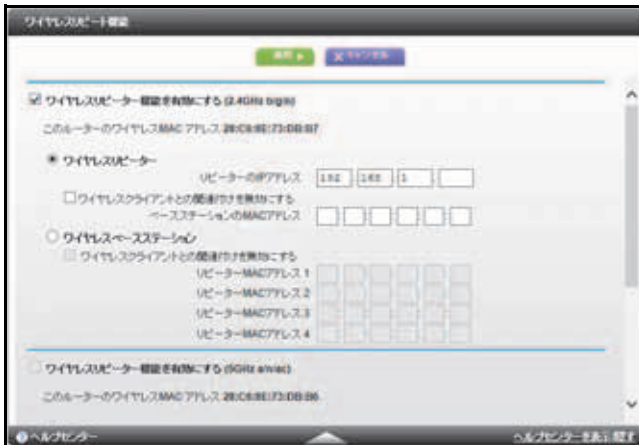 ワイヤレスリピート機能
適用
X キャンセル
ワイヤレスリピーター機能を有効にする (2.4GHz b/g/n)
このルーターのワイヤレスMAC アドレス 28:C6:8E:73:DB:B7
ワイヤレスリピーター
リピーターのIPアドレス 192 . 168 . 1 .
ワイヤレスクライアントとの関連付けを無効にする
ベースステーションのMACアドレス
ワイヤレスベースステーション
ワイヤレスクライアントとの関連付けを無効にする
リピーターMACアドレス 1
リピーターMACアドレス 2
リピーターMACアドレス 3
リピーターMACアドレス 4
ワイヤレスリピーター機能を有効にする (5GHz a/n/ac)
このルーターのワイヤレスMAC アドレス 28:C6:8E:73:DB:B6
ヘルプセンター
ヘルプセンターを表示/隠す